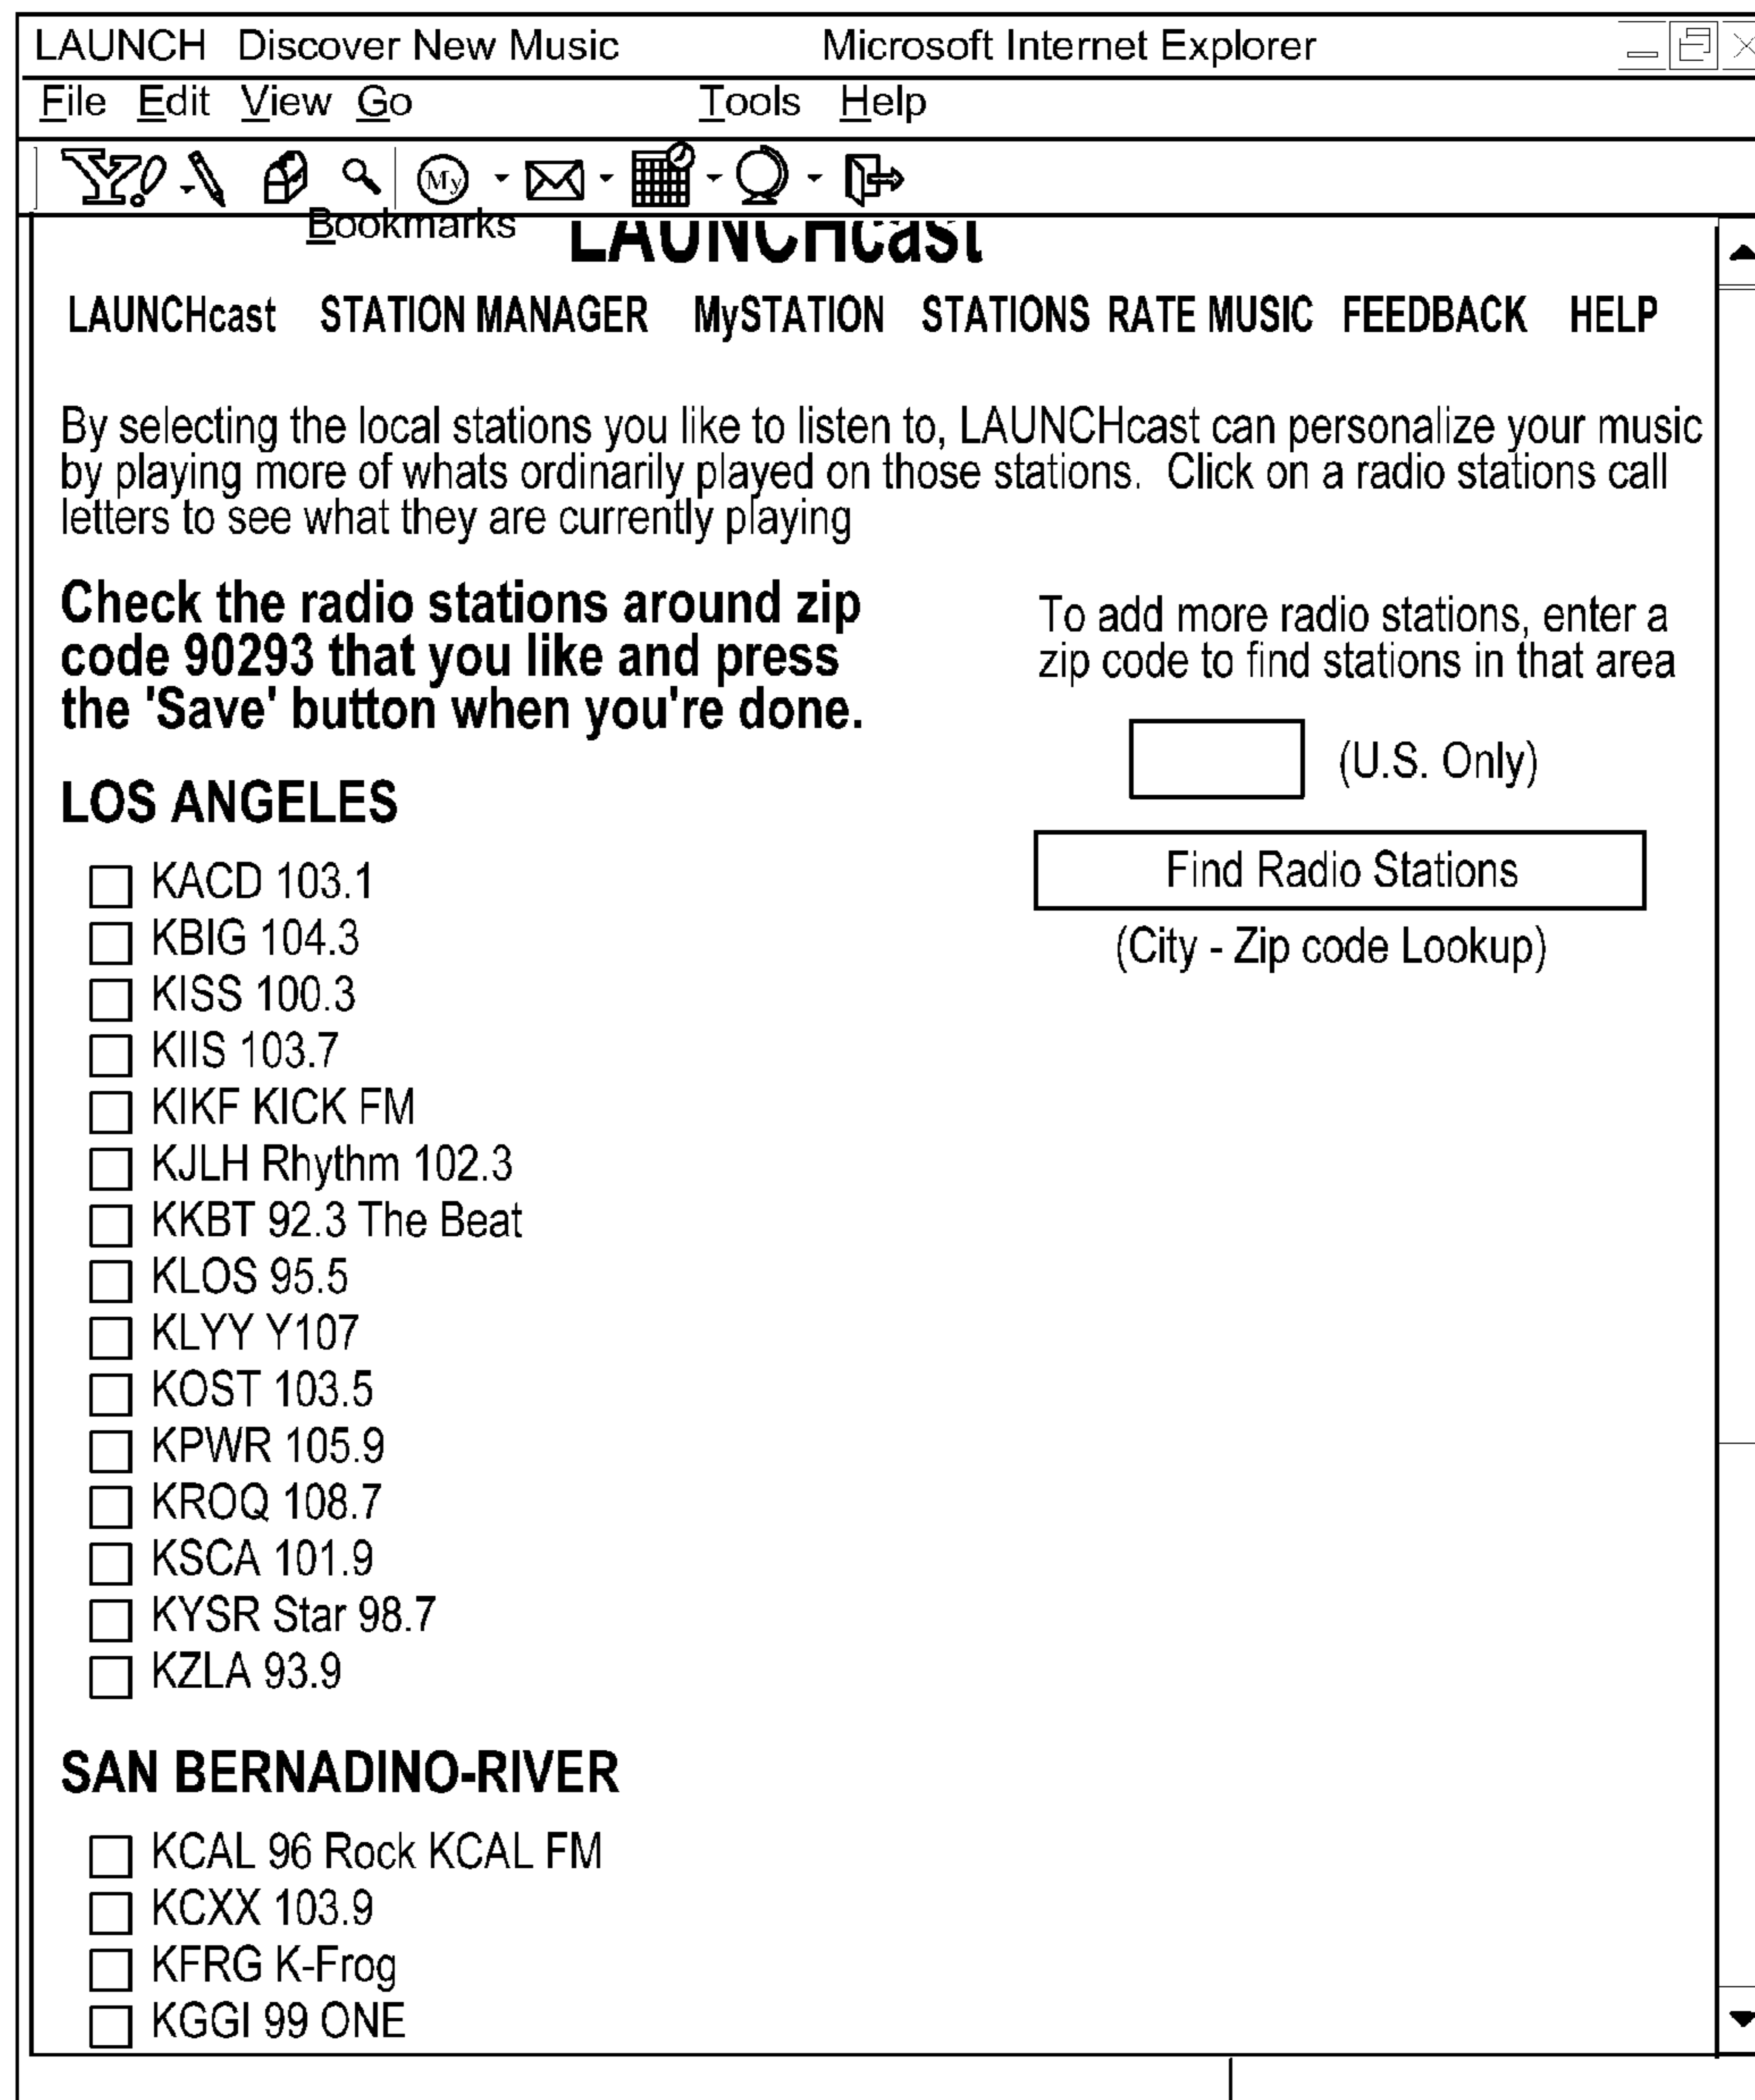 LAUNCH Discover New Music Microsoft Internet Explorer
File Edit View Go Tools Help
Y! My
Bookmarks LAUNCHcast
LAUNCHcast STATION MANAGER MySTATION STATIONS RATE MUSIC FEEDBACK HELP
By selecting the local stations you like to listen to, LAUNCHcast can personalize your music
by playing more of whats ordinarily played on those stations. Click on a radio stations call
letters to see what they are currently playing
Check the radio stations around zip
code 90293 that you like and press
the 'Save' button when you're done.
To add more radio stations, enter a
zip code to find stations in that area
(U.S. Only)
Find Radio Stations
(City - Zip code Lookup)
LOS ANGELES
KACD 103.1
KBIG 104.3
KISS 100.3
KIIS 103.7
KIKF KICK FM
KJLH Rhythm 102.3
KKBT 92.3 The Beat
KLOS 95.5
KLYY Y107
KOST 103.5
KPWR 105.9
KROQ 108.7
KSCA 101.9
KYSR Star 98.7
KZLA 93.9
SAN BERNADINO-RIVER
KCAL 96 Rock KCAL FM
KCXX 103.9
KFRG K-Frog
KGGI 99 ONE